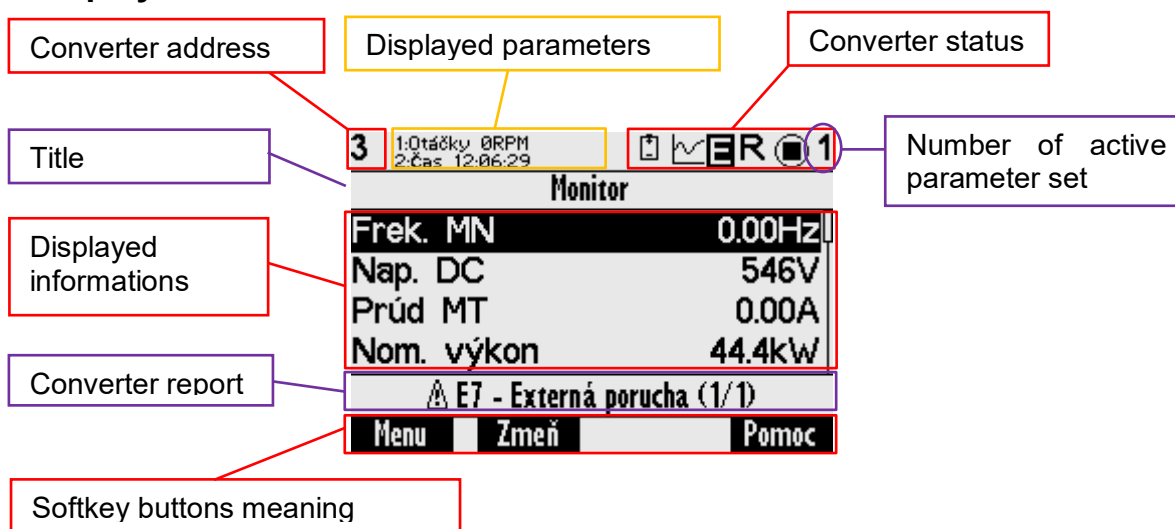 Converter address
Displayed parameters
Converter status
3
1:Otáčky 0RPM
2:Čas 12:06:29
E R 1
Title
Number of active
parameter set
Monitor
Displayed
informations
Frek. MN 0.00Hz
Nap. DC 546V
Prúd MT 0.00A
Nom. výkon 44.4kW
Converter report
E7 - Externá porucha (1/1)
Menu Zmeň Pomoc
Softkey buttons meaning